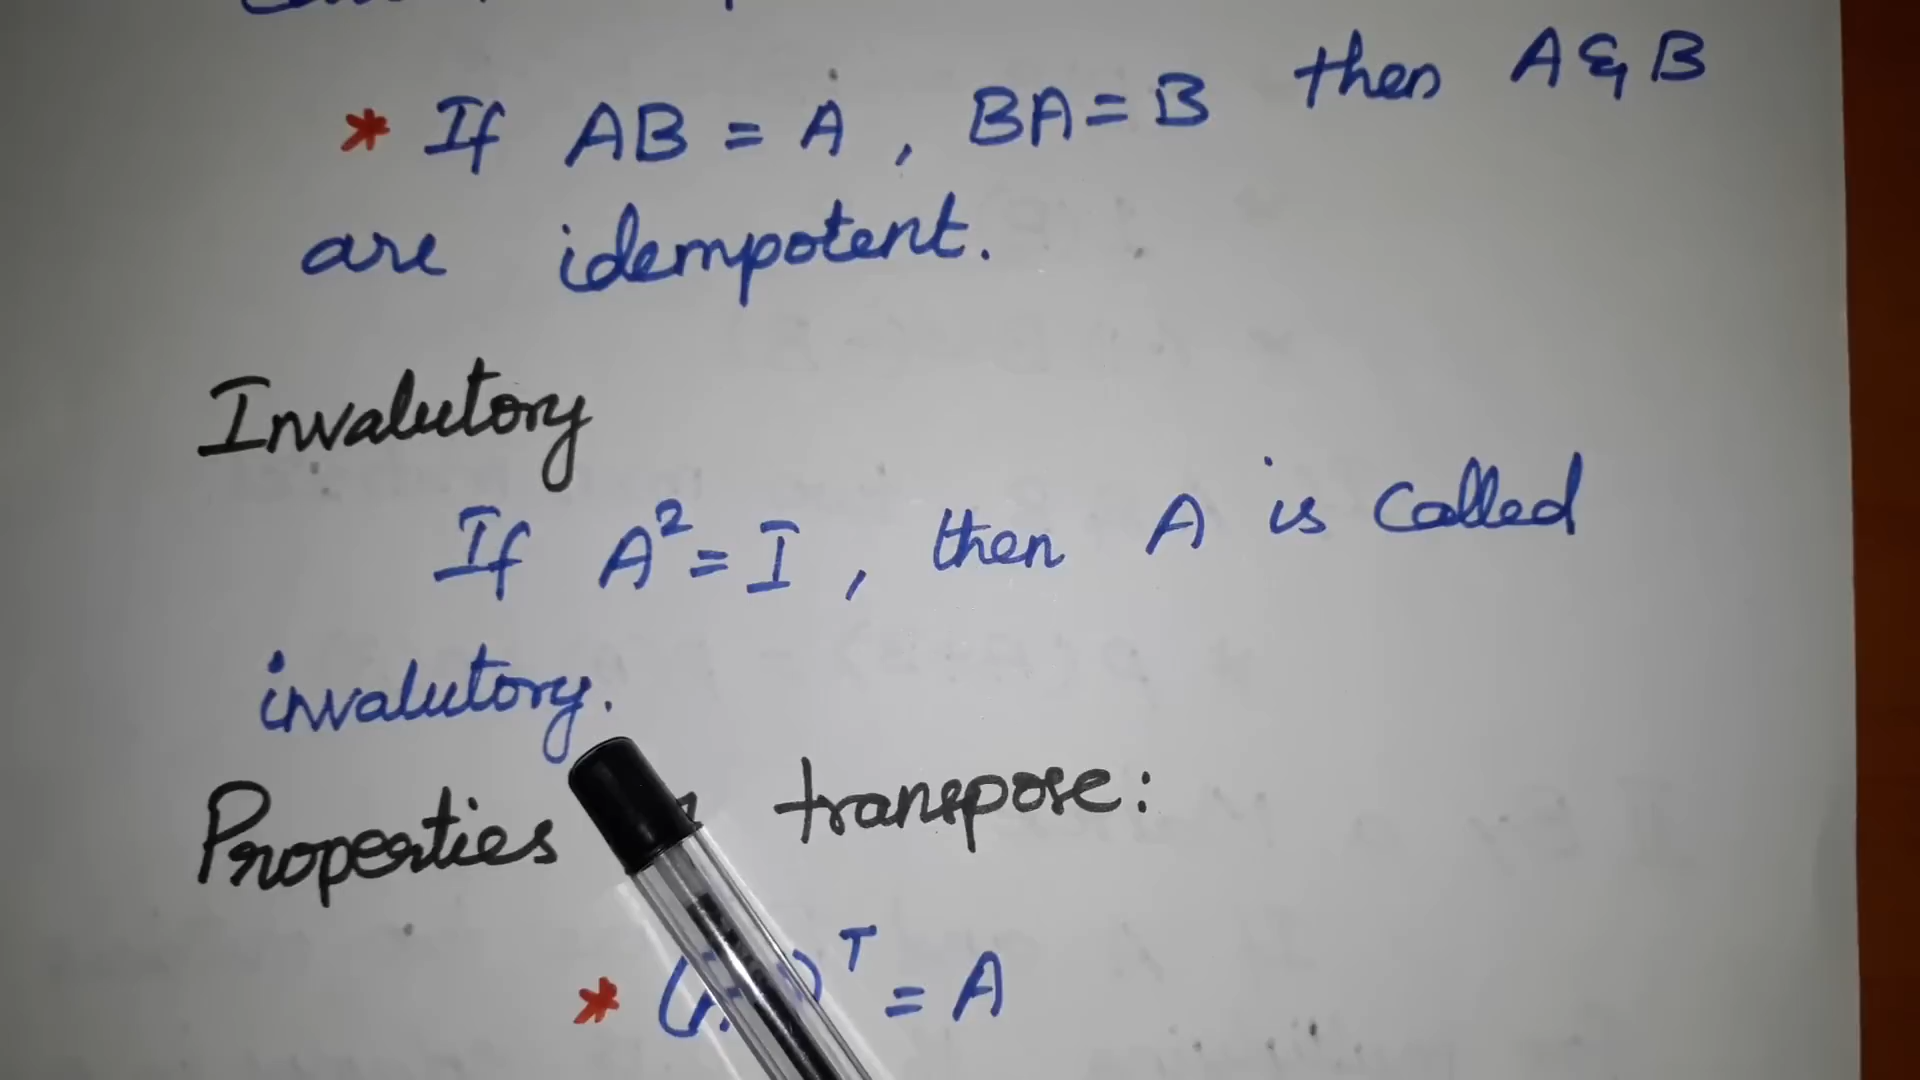 * If AB = A, BA = B then A & B
are idempotent.
Invalutory
If A² = I, then A is called
invalutory.
Properties transpose:
* ( )ᵀ = A